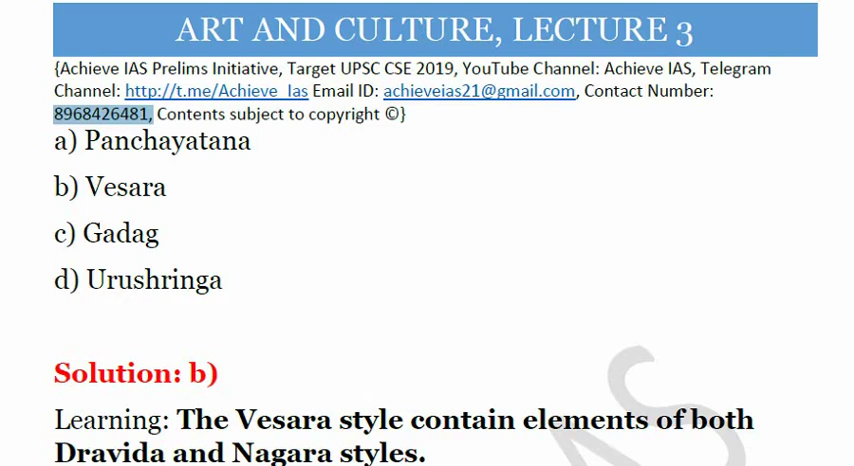 ART AND CULTURE, LECTURE 3
{Achieve IAS Prelims Initiative, Target UPSC CSE 2019, YouTube Channel: Achieve IAS, Telegram
Channel: http://t.me/Achieve_Ias Email ID: achieveias21@gmail.com, Contact Number:
8968426481, Contents subject to copyright ©}
a) Panchayatana
b) Vesara
c) Gadag
d) Urushringa
Solution: b)
Learning: The Vesara style contain elements of both
Dravida and Nagara styles.